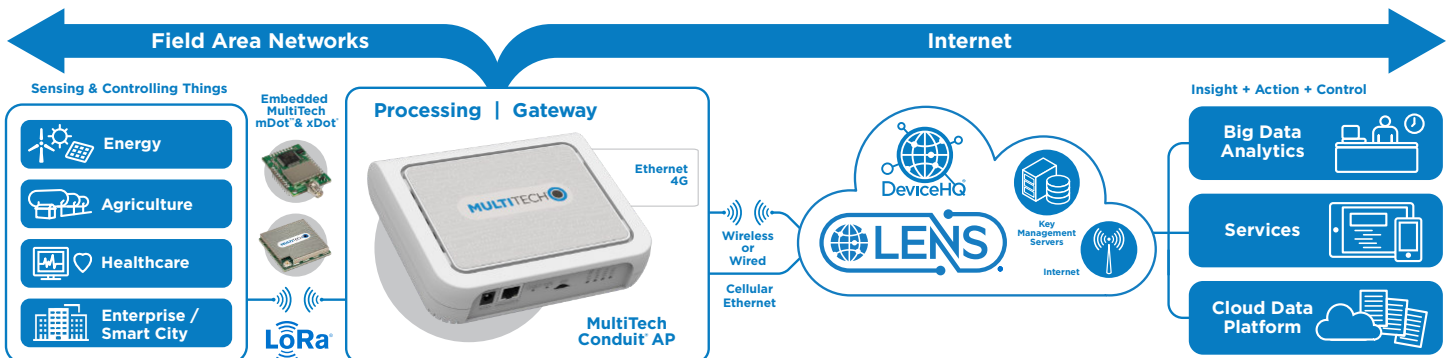 Field Area Networks
Internet
Sensing & Controlling Things
Energy
Agriculture
Healthcare
Enterprise /
Smart City
Embedded
MultiTech
mDot™ & xDot®
LoRa®
Processing | Gateway
MULTITECH
MULTITECH
Ethernet
4G
MultiTech
Conduit® AP
Wireless
or
Wired
Cellular
Ethernet
DeviceHQ®
LENS
Key
Management
Servers
Internet
Insight + Action + Control
Big Data
Analytics
Services
Cloud Data
Platform